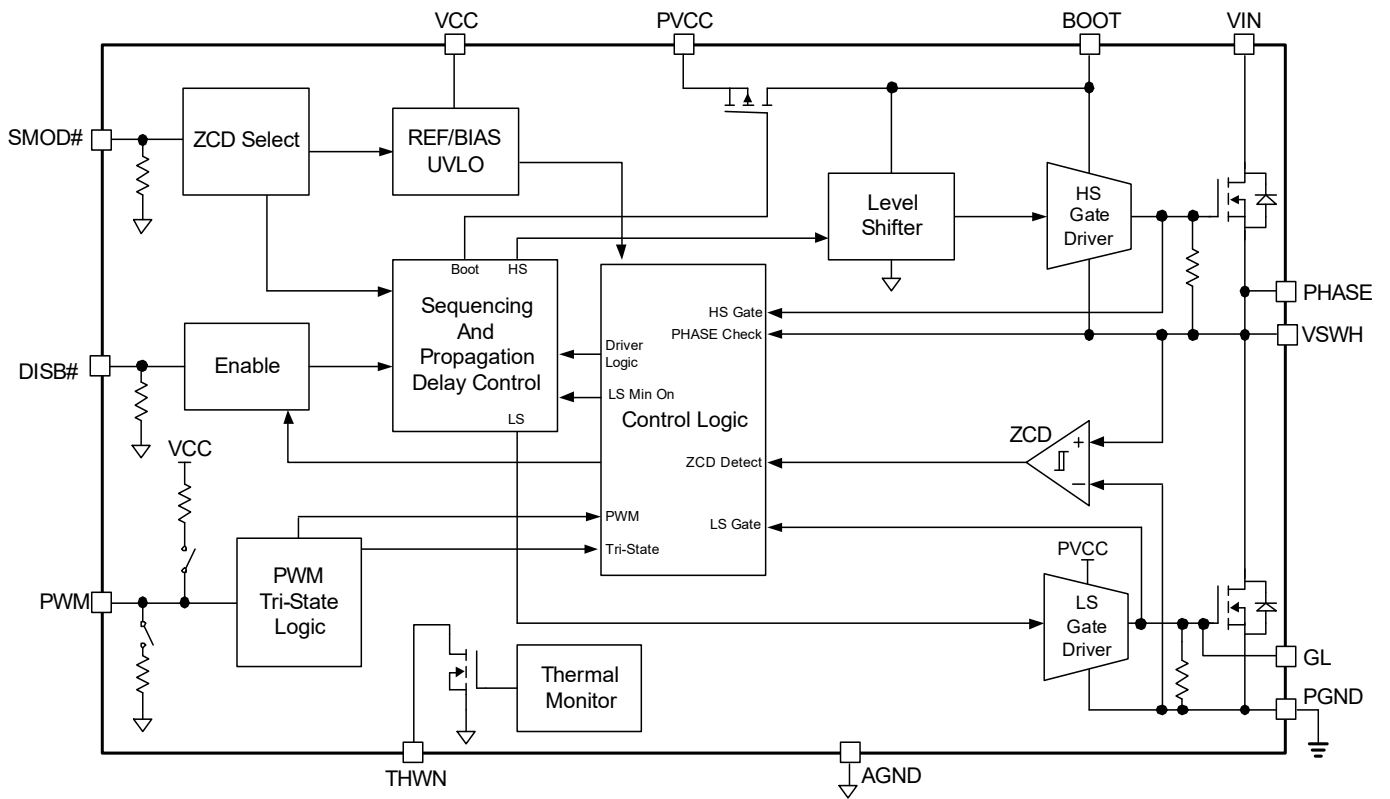 VCC
PVCC
BOOT
VIN
SMOD#
ZCD Select
REF/BIAS
UVLO
Level
Shifter
HS
Gate
Driver
Boot
HS
Sequencing
And
Propagation
Delay Control
LS
HS Gate
PHASE Check
Driver
Logic
LS Min On
Control Logic
ZCD Detect
LS Gate
PWM
Tri-State
PHASE
VSWH
DISB#
Enable
ZCD
+
−
VCC
PWM
PWM
Tri-State
Logic
PVCC
LS
Gate
Driver
GL
PGND
Thermal
Monitor
THWN
AGND